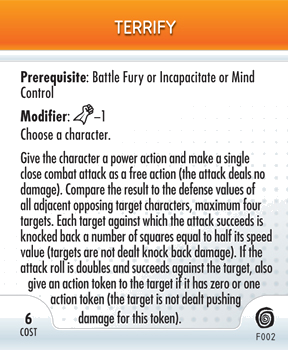 TERRIFY
Prerequisite: Battle Fury or Incapacitate or Mind
Control
Modifier: –1
Choose a character.
Give the character a power action and make a single
close combat attack as a free action (the attack deals no
damage). Compare the result to the defense values of
all adjacent opposing target characters, maximum four
targets. Each target against which the attack succeeds is
knocked back a number of squares equal to half its speed
value (targets are not dealt knock back damage). If the
attack roll is doubles and succeeds against the target, also
give an action token to the target if it has zero or one
action token (the target is not dealt pushing
damage for this token).
6
COST
F002